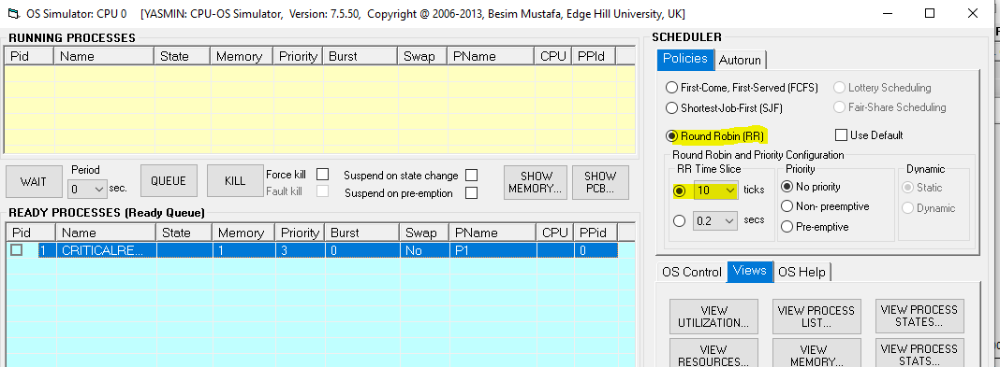 OS Simulator: CPU 0 [YASMIN: CPU-OS Simulator, Version: 7.5.50, Copyright @ 2006-2013, Besim Mustafa, Edge Hill University, UK]
RUNNING PROCESSES
Pid Name State Memory Priority Burst Swap PName CPU PPId
WAIT
Period
0 sec.
QUEUE
KILL
Force kill
Fault kill
Suspend on state change
Suspend on pre-emption
SHOW
MEMORY...
SHOW
PCB...
READY PROCESSES (Ready Queue)
Pid Name State Memory Priority Burst Swap PName CPU PPid
1 CRITICALRE... 1 3 0 No P1 0
SCHEDULER
Policies Autorun
First-Come, First-Served (FCFS)
Lottery Scheduling
Shortest-Job-First (SJF)
Fair-Share Scheduling
Round Robin (RR)
Use Default
Round Robin and Priority Configuration
RR Time Slice
10 ticks
0.2 secs
Priority
No priority
Non- preemptive
Pre-emptive
Dynamic
Static
Dynamic
OS Control Views OS Help
VIEW
UTILIZATION...
VIEW PROCESS
LIST...
VIEW PROCESS
STATES...
VIEW
RESOURCES...
VIEW
MEMORY...
VIEW PROCESS
STATS...